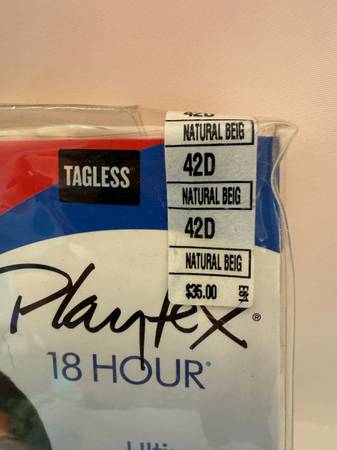 42D
NATURAL BEIG
42D
NATURAL BEIG
42D
NATURAL BEIG
$35.00
TAGLESS
Playtex®
18 HOUR®